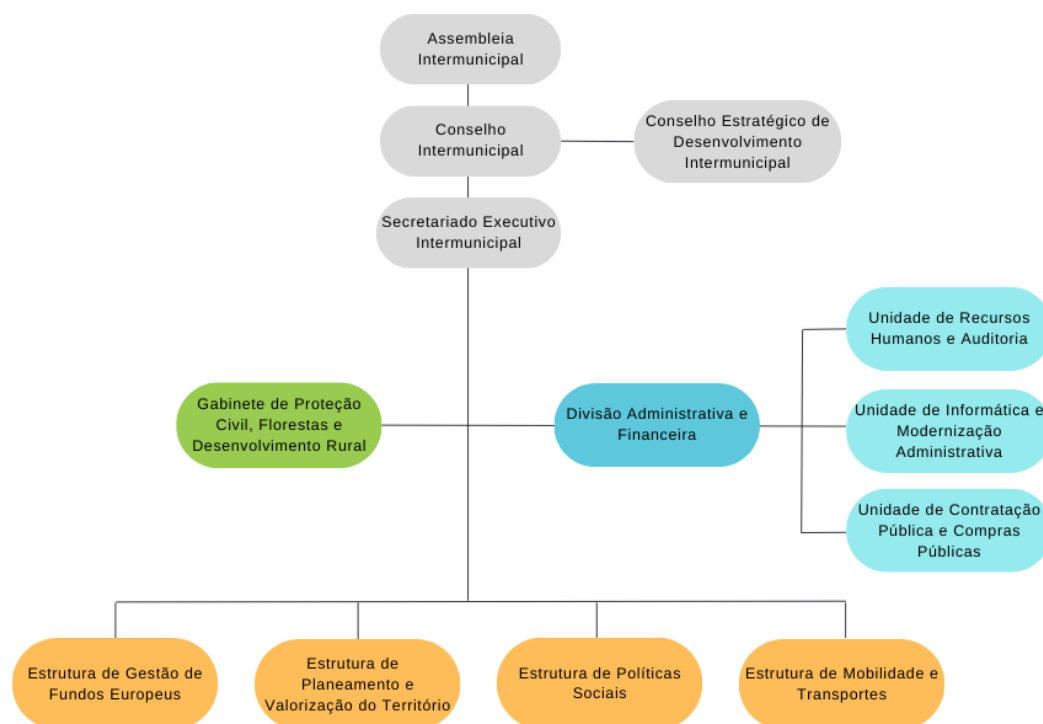 Assembleia
Intermunicipal
Conselho
Intermunicipal
Conselho Estratégico de
Desenvolvimento
Intermunicipal
Secretariado Executivo
Intermunicipal
Unidade de Recursos
Humanos e Auditoria
Gabinete de Proteção
Civil, Florestas e
Desenvolvimento Rural
Divisão Administrativa e
Financeira
Unidade de Informática e
Modernização
Administrativa
Unidade de Contratação
Pública e Compras
Públicas
Estrutura de Gestão de
Fundos Europeus
Estrutura de
Planeamento e
Valorização do Território
Estrutura de Políticas
Sociais
Estrutura de Mobilidade e
Transportes